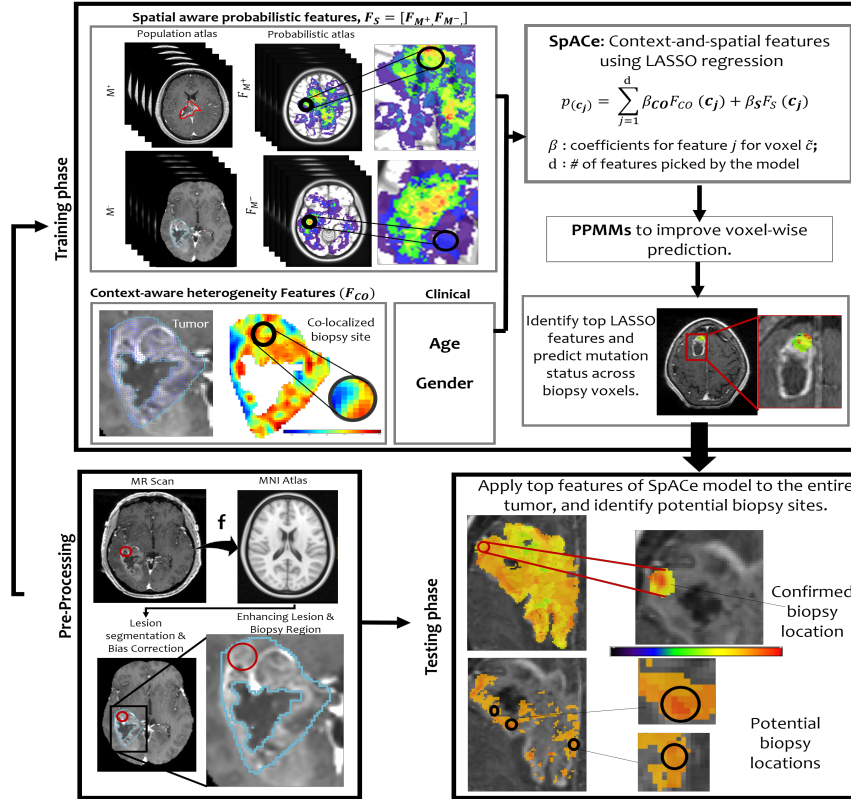 Spatial aware probabilistic features, F_S = [F_M⁺, F_M⁻,]
Population atlas
Probabilistic atlas
M⁺
F_M⁺
M⁻
F_M⁻
Training phase
Context-aware heterogeneity Features (F_CO)
Tumor
Co-localized
biopsy site
Clinical
Age
Gender
SpACe: Context-and-spatial features
using LASSO regression
p_(c_j) = ∑_{j=1}^{d} β_CO F_CO (c_j) + β_S F_S (c_j)
β : coefficients for feature j for voxel c̃;
d : # of features picked by the model
PPMMs to improve voxel-wise
prediction.
Identify top LASSO
features and
predict mutation
status across
biopsy voxels.
Pre-Processing
MR Scan
MNI Atlas
f
Lesion
segmentation &
Bias Correction
Enhancing Lesion &
Biopsy Region
Testing phase
Apply top features of SpACe model to the entire
tumor, and identify potential biopsy sites.
Confirmed
biopsy
location
Potential
biopsy
locations